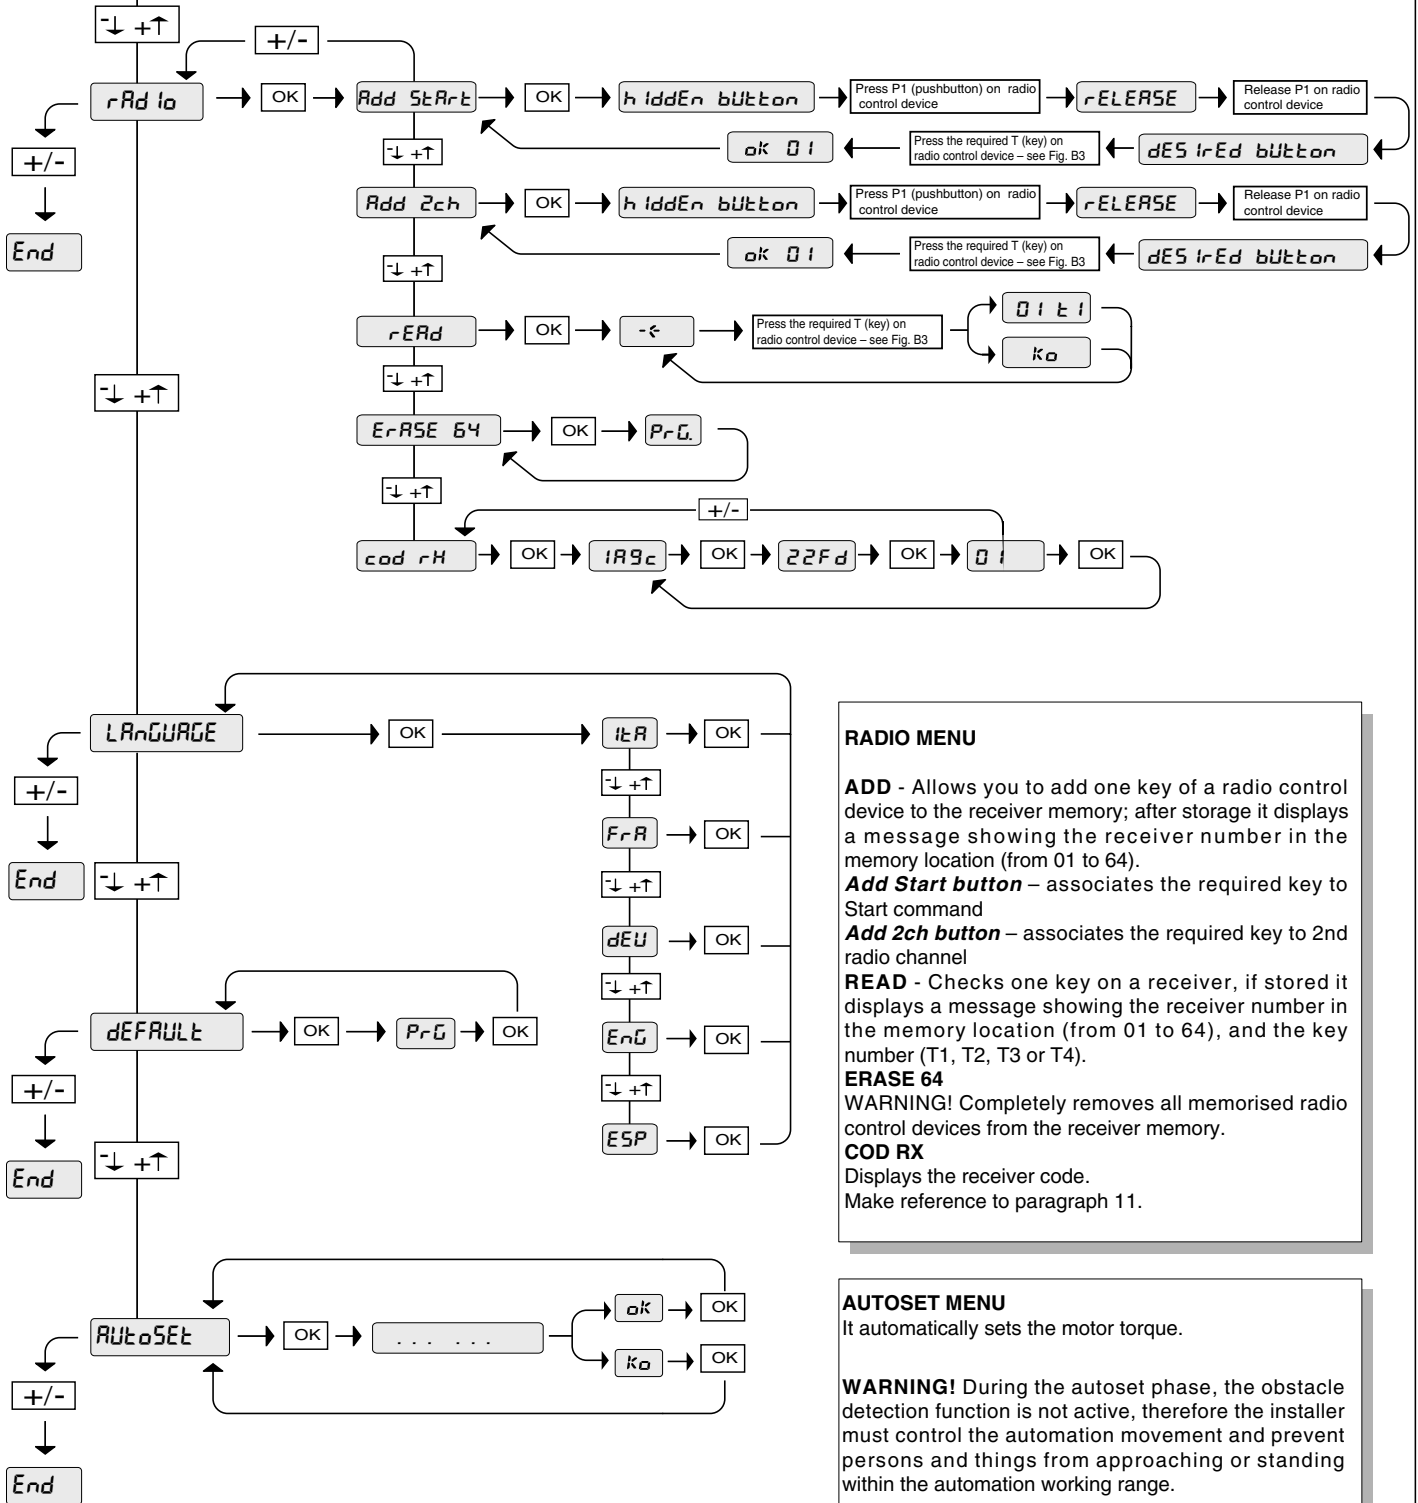 -↓ +↑
+/-
rAdIo OK Add StArt OK hIddEn bUtton Press P1 (pushbutton) on radio control device rELEASE Release P1 on radio control device
+/-
-↓ +↑
ok 01 Press the required T (key) on radio control device – see Fig. B3 dESIrEd bUtton
End
Add 2ch OK hIddEn bUtton Press P1 (pushbutton) on radio control device rELEASE Release P1 on radio control device
-↓ +↑
ok 01 Press the required T (key) on radio control device – see Fig. B3 dESIrEd bUtton
rEAd OK -<- Press the required T (key) on radio control device – see Fig. B3 01 t1
Ko
-↓ +↑
-↓ +↑
ErASE 64 OK PrG.
-↓ +↑
+/-
cod rH OK 1A9c OK 22Fd OK 01 OK
LAnGUAGE OK ItA OK
+/-
-↓ +↑
FrA OK
End
-↓ +↑
-↓ +↑
dEU OK
-↓ +↑
dEFAULt OK PrG OK
EnG OK
+/-
-↓ +↑
ESP OK
End
-↓ +↑
AUtoSEt OK ... ... ok OK
Ko OK
+/-
End
RADIO MENU
ADD - Allows you to add one key of a radio control
device to the receiver memory; after storage it displays
a message showing the receiver number in the
memory location (from 01 to 64).
Add Start button – associates the required key to
Start command
Add 2ch button – associates the required key to 2nd
radio channel
READ - Checks one key on a receiver, if stored it
displays a message showing the receiver number in
the memory location (from 01 to 64), and the key
number (T1, T2, T3 or T4).
ERASE 64
WARNING! Completely removes all memorised radio
control devices from the receiver memory.
COD RX
Displays the receiver code.
Make reference to paragraph 11.
AUTOSET MENU
It automatically sets the motor torque.
WARNING! During the autoset phase, the obstacle
detection function is not active, therefore the installer
must control the automation movement and prevent
persons and things from approaching or standing
within the automation working range.